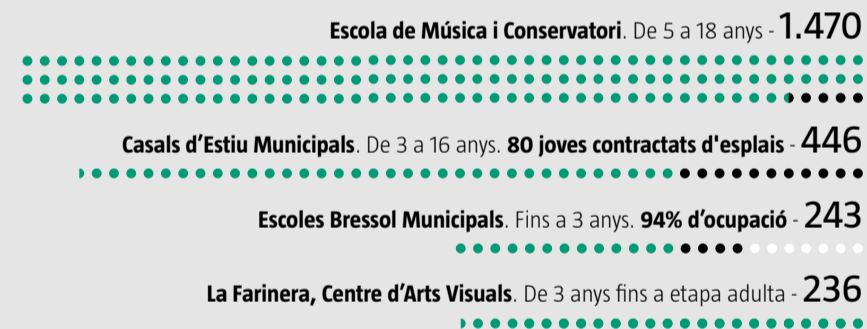 Escola de Música i Conservatori. De 5 a 18 anys - 1.470
Casals d’Estiu Municipals. De 3 a 16 anys. 80 joves contractats d'esplais - 446
Escoles Bressol Municipals. Fins a 3 anys. 94% d’ocupació - 243
La Farinera, Centre d’Arts Visuals. De 3 anys fins a etapa adulta - 236